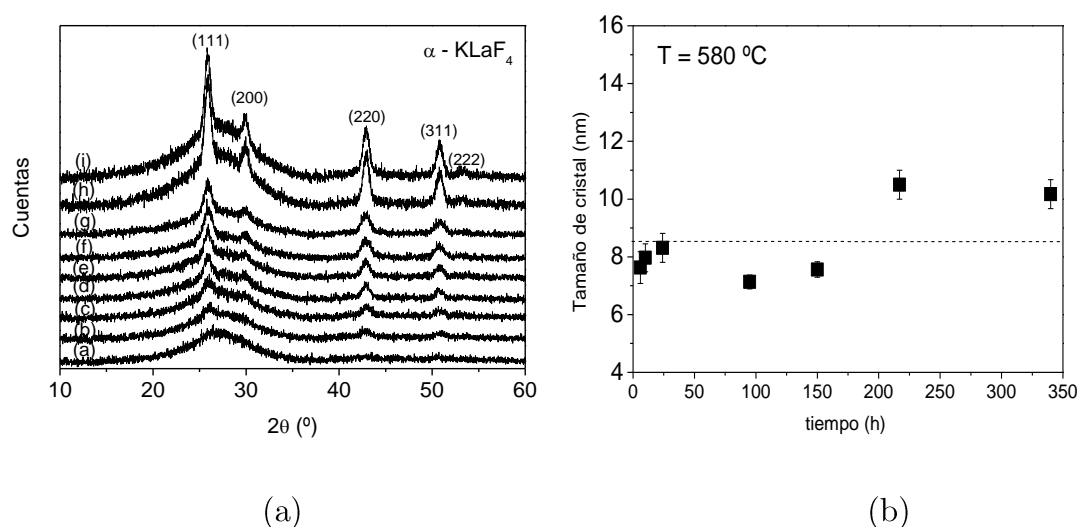 (111)
α - KLaF4
(200)
(220)
(311)
(222)
Cuentas
(i)
(h)
(g)
(f)
(e)
(d)
(c)
(b)
(a)
10 20 30 40 50 60
2θ (º)
(a)
16
14
12
10
8
6
4
T = 580 ºC
Tamaño de cristal (nm)
0 50 100 150 200 250 300 350
tiempo (h)
(b)